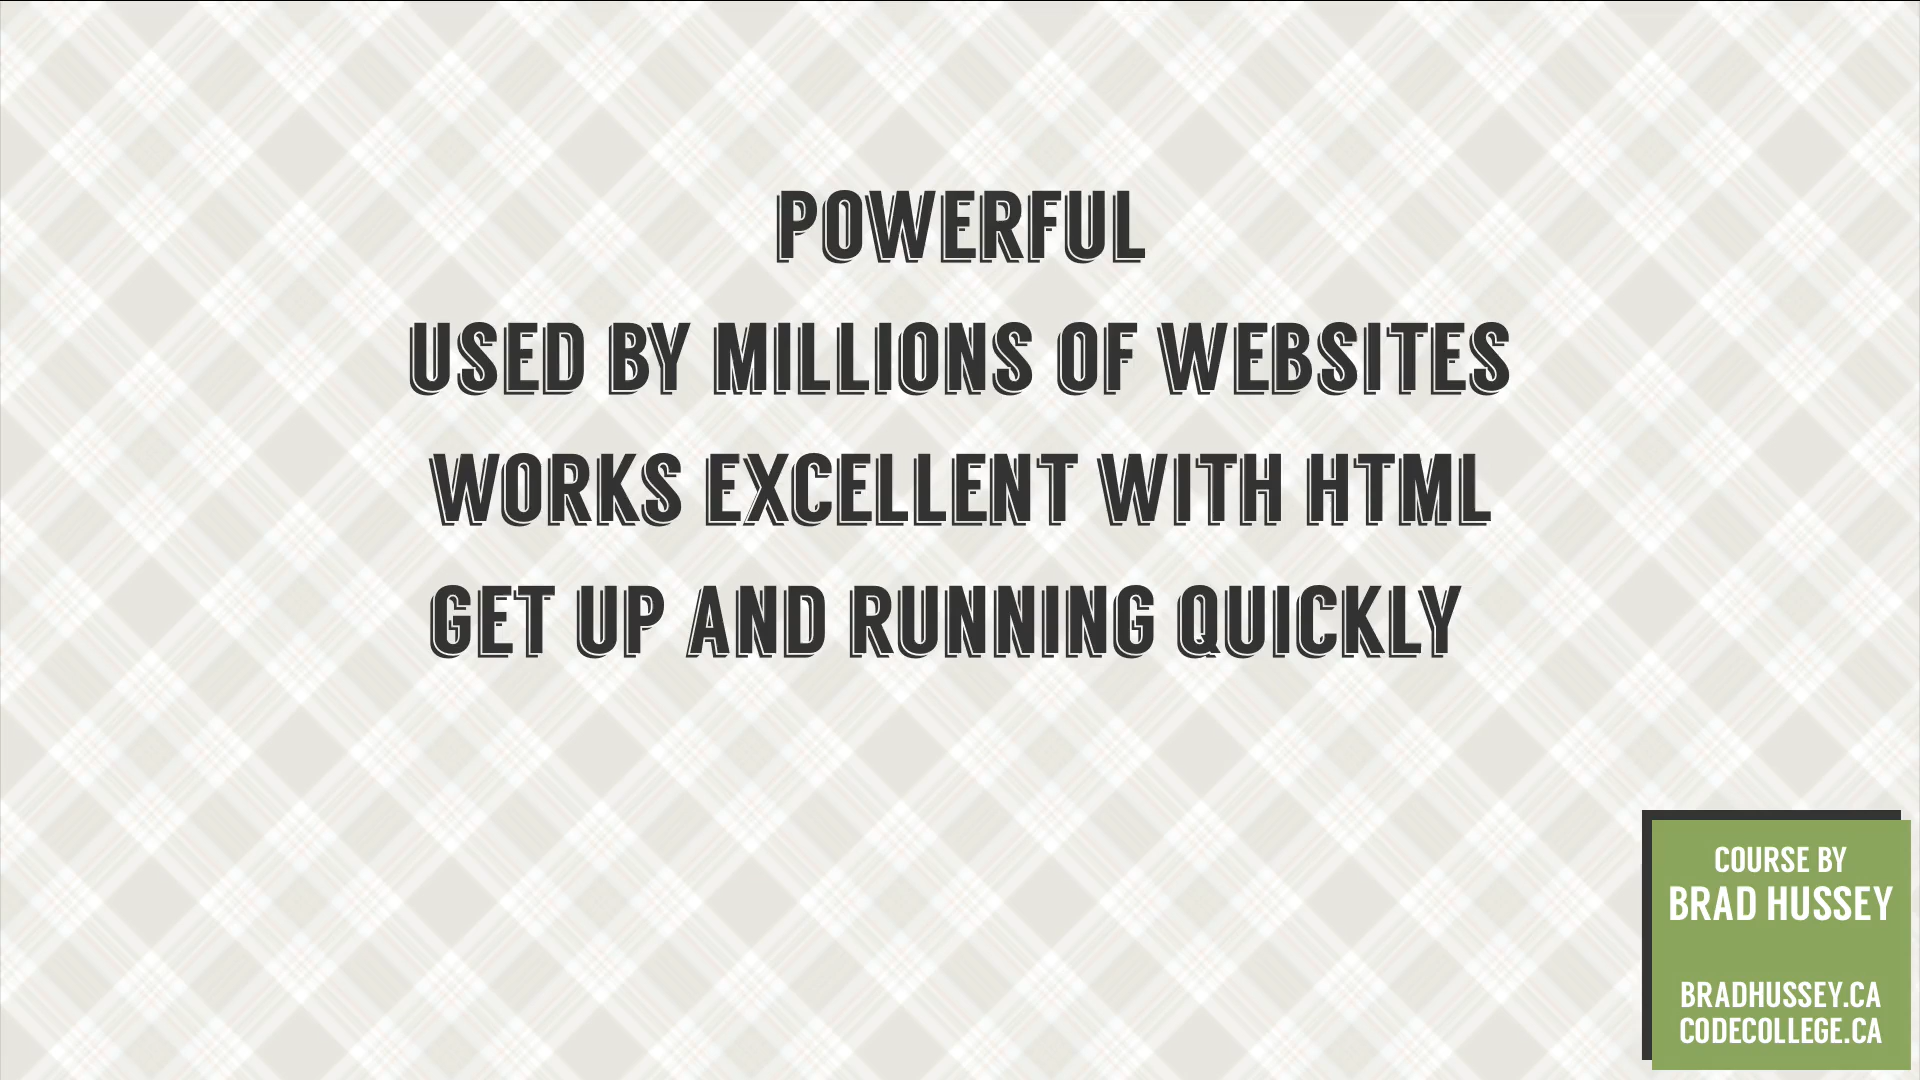 POWERFUL
USED BY MILLIONS OF WEBSITES
WORKS EXCELLENT WITH HTML
GET UP AND RUNNING QUICKLY
COURSE BY
BRAD HUSSEY
BRADHUSSEY.CA
CODECOLLEGE.CA